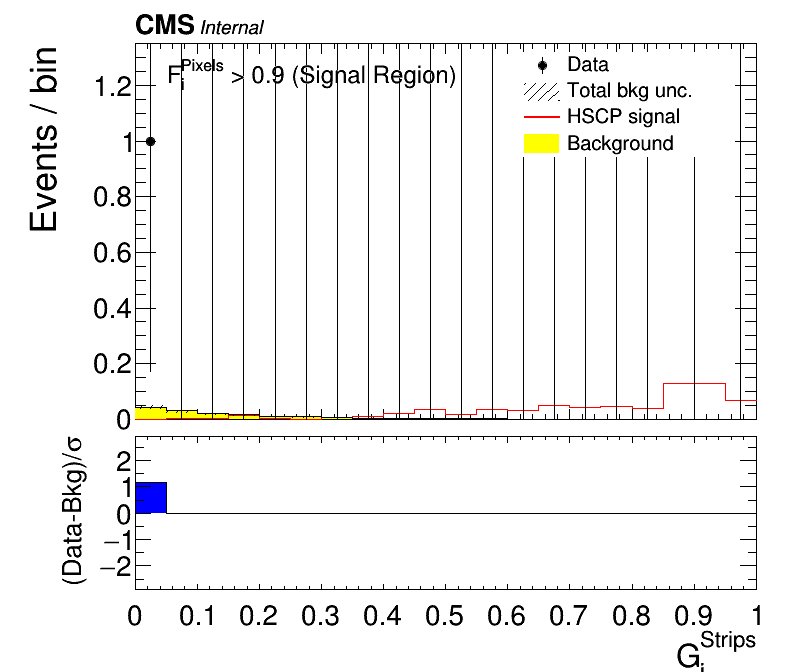 CMS Internal
Events / bin
F_i^Pixels > 0.9 (Signal Region)
Data
Total bkg unc.
HSCP signal
Background
1.2
1
0.8
0.6
0.4
0.2
0
(Data-Bkg)/σ
2
1
0
−1
−2
0 0.1 0.2 0.3 0.4 0.5 0.6 0.7 0.8 0.9 1
G_i^Strips